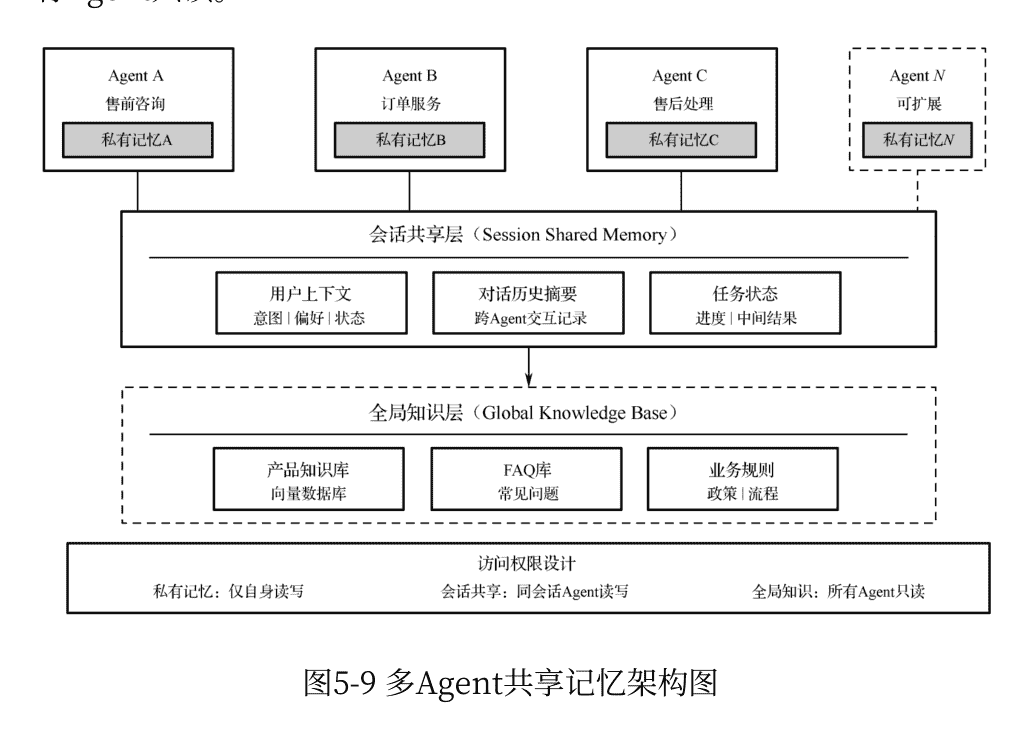 Agent A
售前咨询
私有记忆A
Agent B
订单服务
私有记忆B
Agent C
售后处理
私有记忆C
Agent N
可扩展
私有记忆N
会话共享层（Session Shared Memory）
用户上下文
意图|偏好|状态
对话历史摘要
跨Agent交互记录
任务状态
进度|中间结果
全局知识层（Global Knowledge Base）
产品知识库
向量数据库
FAQ库
常见问题
业务规则
政策|流程
访问权限设计
私有记忆：仅自身读写
会话共享：同会话Agent读写
全局知识：所有Agent只读
图5-9 多Agent共享记忆架构图